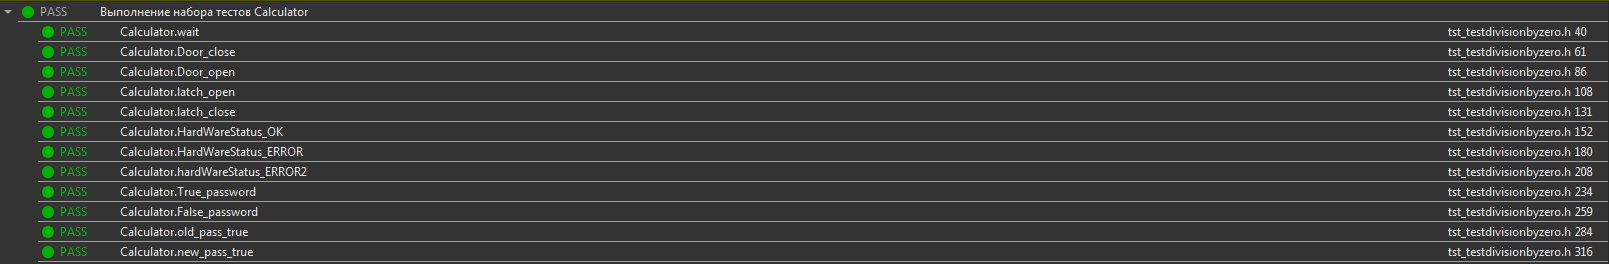 PASS Выполнение набора тестов Calculator
PASS Calculator.wait tst_testdivisionbyzero.h 40
PASS Calculator.Door_close tst_testdivisionbyzero.h 61
PASS Calculator.Door_open tst_testdivisionbyzero.h 86
PASS Calculator.latch_open tst_testdivisionbyzero.h 108
PASS Calculator.latch_close tst_testdivisionbyzero.h 131
PASS Calculator.HardWareStatus_OK tst_testdivisionbyzero.h 152
PASS Calculator.HardWareStatus_ERROR tst_testdivisionbyzero.h 180
PASS Calculator.hardWareStatus_ERROR2 tst_testdivisionbyzero.h 208
PASS Calculator.True_password tst_testdivisionbyzero.h 234
PASS Calculator.False_password tst_testdivisionbyzero.h 259
PASS Calculator.old_pass_true tst_testdivisionbyzero.h 284
PASS Calculator.new_pass_true tst_testdivisionbyzero.h 316